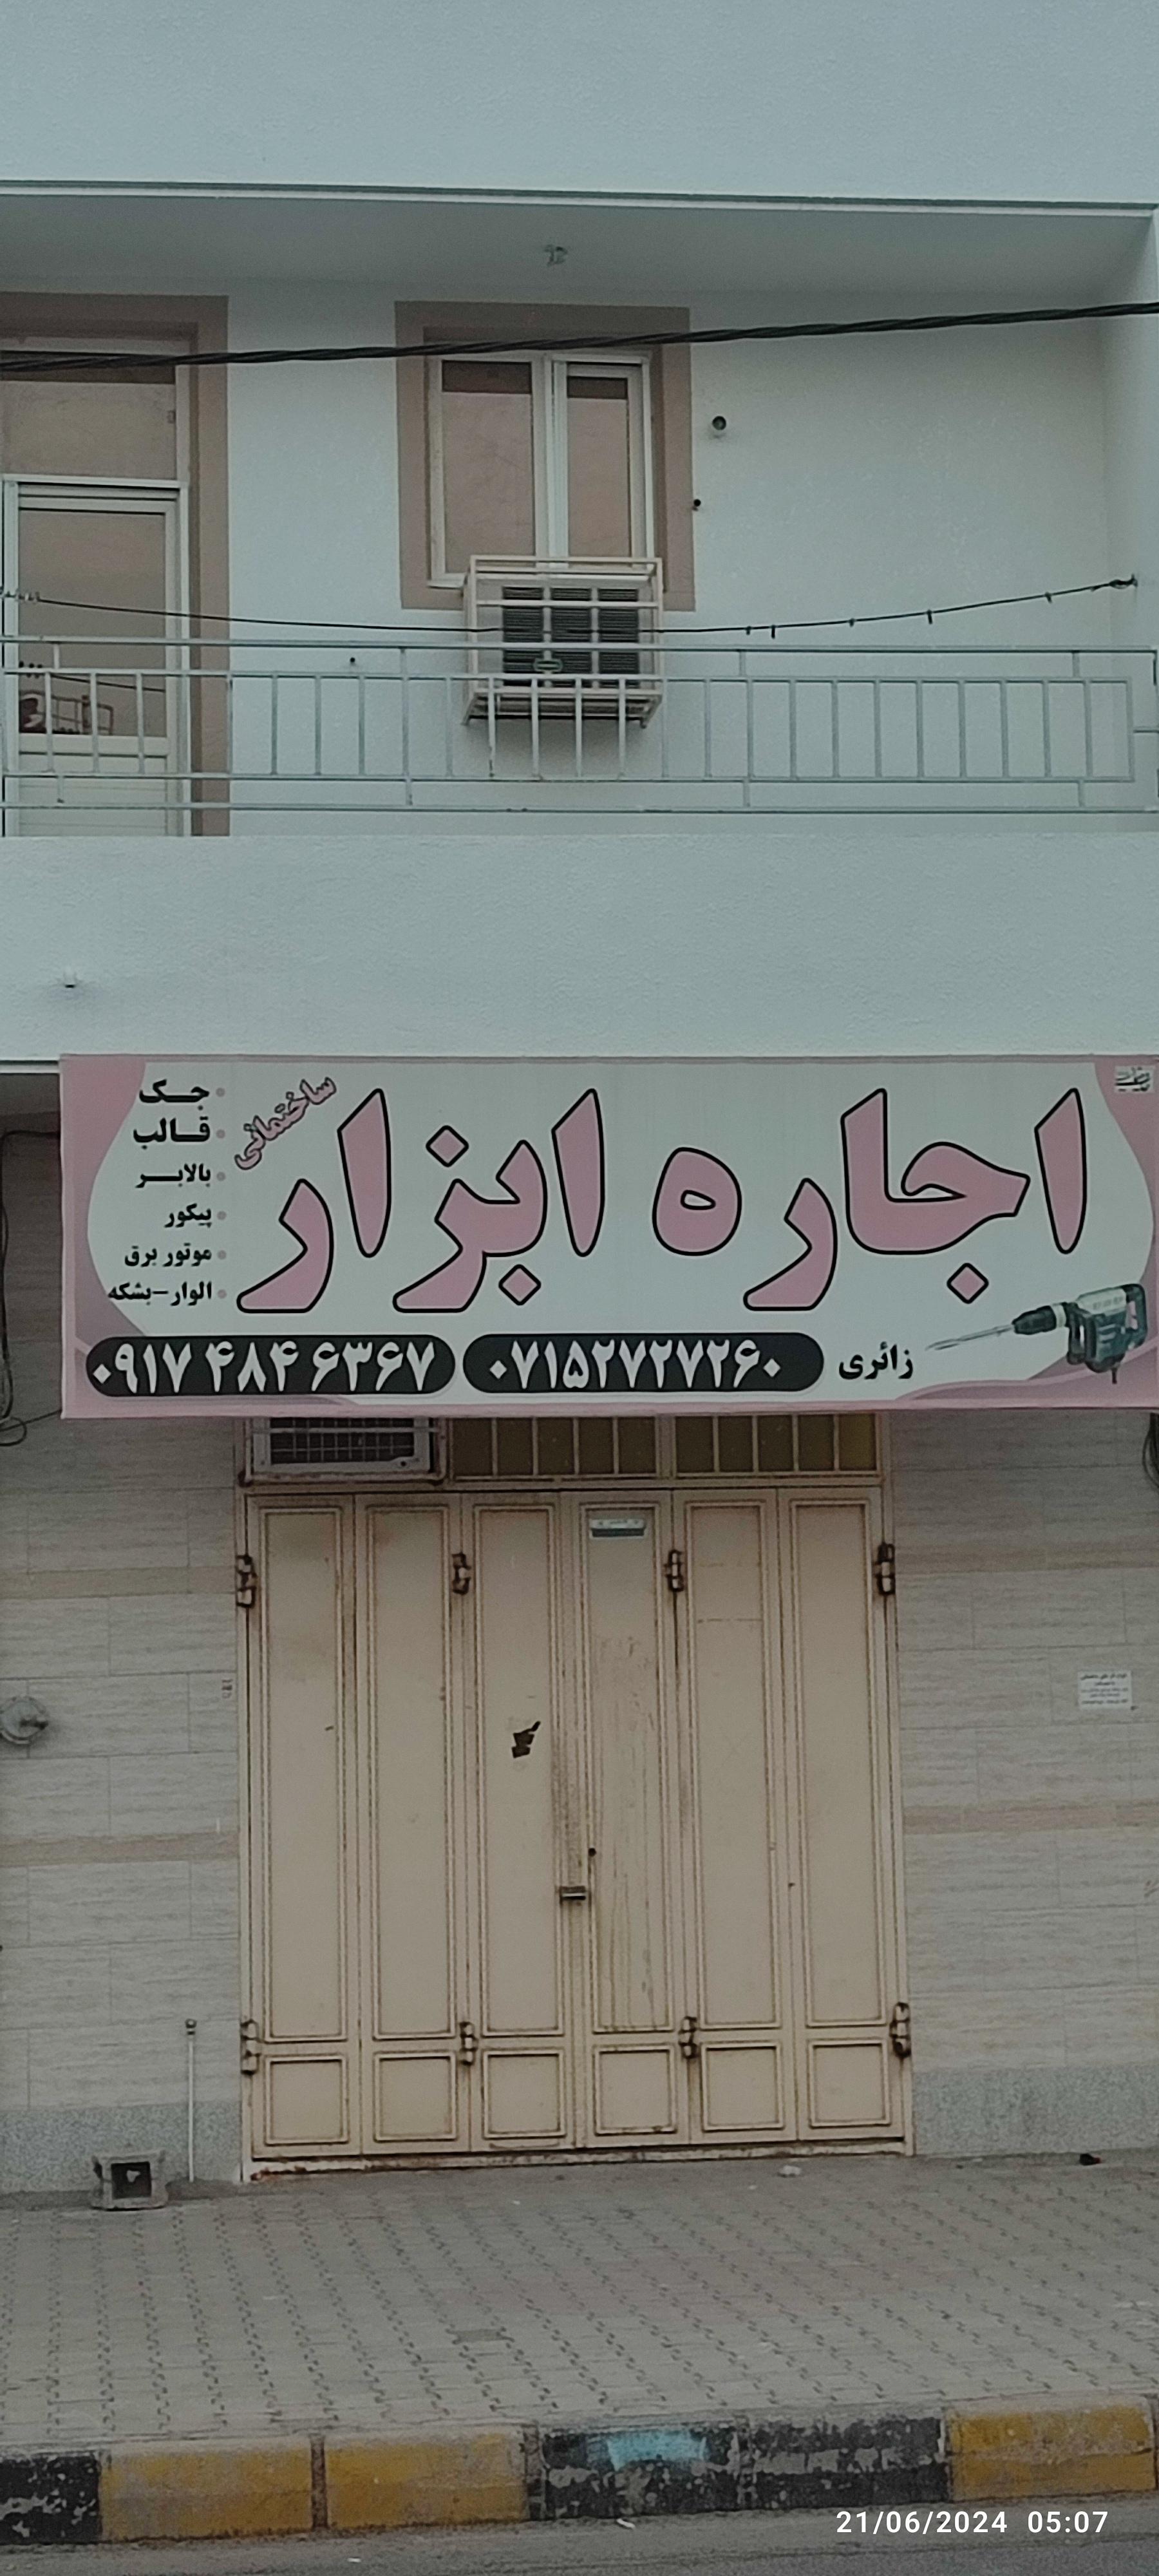 اجاره ابزار
ساختمانی
جک
قالب
بالابر
پیکور
موتور برق
الوار-بشکه
زائری
۰۷۱۵۲۷۲۷۲۶۰
۰۹۱۷ ۴۸۴ ۶۳۶۷
21/06/2024 05:07